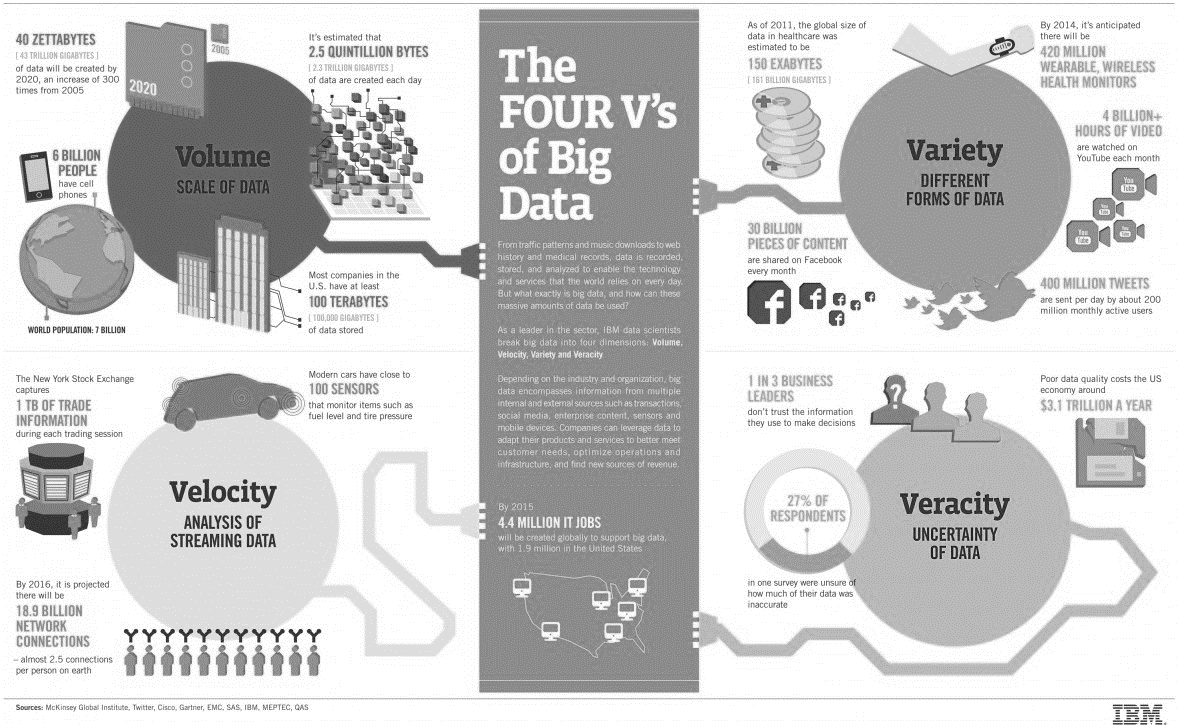 40 ZETTABYTES
[ 43 TRILLION GIGABYTES ]
of data will be created by
2020, an increase of 300
times from 2005
2005
2020
It's estimated that
2.5 QUINTILLION BYTES
[ 2.3 TRILLION GIGABYTES ]
of data are created each day
Volume
SCALE OF DATA
6 BILLION
PEOPLE
have cell
phones
WORLD POPULATION: 7 BILLION
Most companies in the
U.S. have at least
100 TERABYTES
[ 100,000 GIGABYTES ]
of data stored
The New York Stock Exchange
captures
1 TB OF TRADE
INFORMATION
during each trading session
Modern cars have close to
100 SENSORS
that monitor items such as
fuel level and tire pressure
Velocity
ANALYSIS OF
STREAMING DATA
By 2016, it is projected
there will be
18.9 BILLION
NETWORK
CONNECTIONS
– almost 2.5 connections
per person on earth
The
FOUR V's
of Big
Data
From traffic patterns and music downloads to web
history and medical records, data is recorded,
stored, and analyzed to enable the technology
and services that the world relies on every day.
But what exactly is big data, and how can these
massive amounts of data be used?
As a leader in the sector, IBM data scientists
break big data into four dimensions: Volume,
Velocity, Variety and Veracity
Depending on the industry and organization, big
data encompasses information from multiple
internal and external sources such as transactions,
social media, enterprise content, sensors and
mobile devices. Companies can leverage data to
adapt their products and services to better meet
customer needs, optimize operations and
infrastructure, and find new sources of revenue.
By 2015
4.4 MILLION IT JOBS
will be created globally to support big data,
with 1.9 million in the United States
As of 2011, the global size of
data in healthcare was
estimated to be
150 EXABYTES
[ 161 BILLION GIGABYTES ]
By 2014, it's anticipated
there will be
420 MILLION
WEARABLE, WIRELESS
HEALTH MONITORS
Variety
DIFFERENT
FORMS OF DATA
4 BILLION+
HOURS OF VIDEO
are watched on
YouTube each month
You
Tube
You
Tube
You
Tube
You
Tube
30 BILLION
PIECES OF CONTENT
are shared on Facebook
every month
f
f
f
f
f
f
f
400 MILLION TWEETS
are sent per day by about 200
million monthly active users
1 IN 3 BUSINESS
LEADERS
don't trust the information
they use to make decisions
?
Poor data quality costs the US
economy around
$3.1 TRILLION A YEAR
27% OF
RESPONDENTS
in one survey were unsure of
how much of their data was
inaccurate
Veracity
UNCERTAINTY
OF DATA
Sources: McKinsey Global Institute, Twitter, Cisco, Gartner, EMC, SAS, IBM, MEPTEC, QAS
IBM